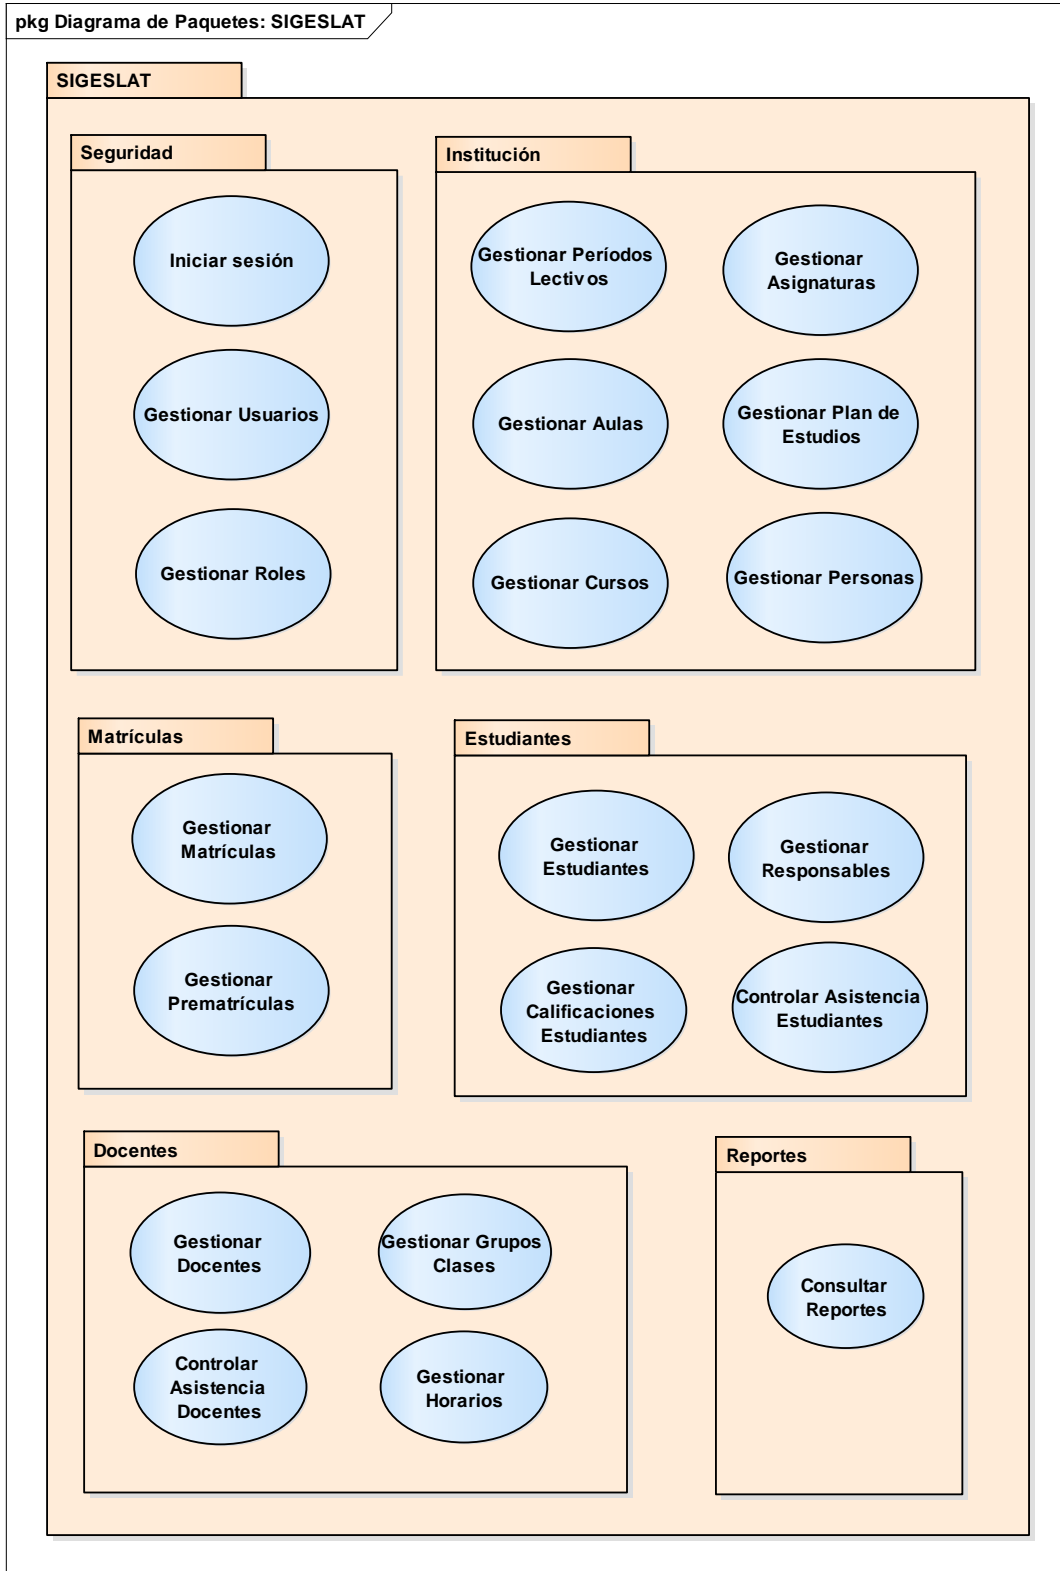 pkg Diagrama de Paquetes: SIGESLAT
SIGESLAT
Seguridad
Iniciar sesión
Gestionar Usuarios
Gestionar Roles
Institución
Gestionar Períodos
Lectivos
Gestionar
Asignaturas
Gestionar Aulas
Gestionar Plan de
Estudios
Gestionar Cursos
Gestionar Personas
Matrículas
Gestionar
Matrículas
Gestionar
Prematrículas
Estudiantes
Gestionar
Estudiantes
Gestionar
Responsables
Gestionar
Calificaciones
Estudiantes
Controlar Asistencia
Estudiantes
Docentes
Gestionar
Docentes
Gestionar Grupos
Clases
Controlar
Asistencia
Docentes
Gestionar
Horarios
Reportes
Consultar
Reportes